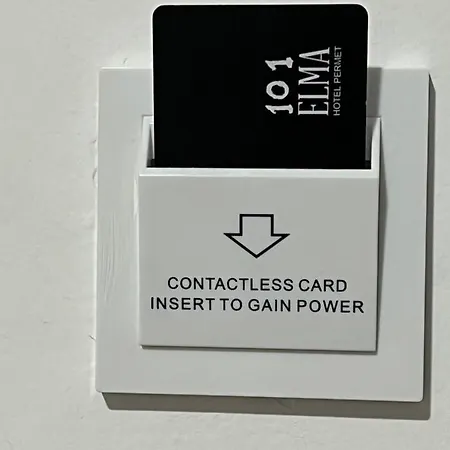 101
ELMA
HOTEL PERMET
CONTACTLESS CARD
INSERT TO GAIN POWER